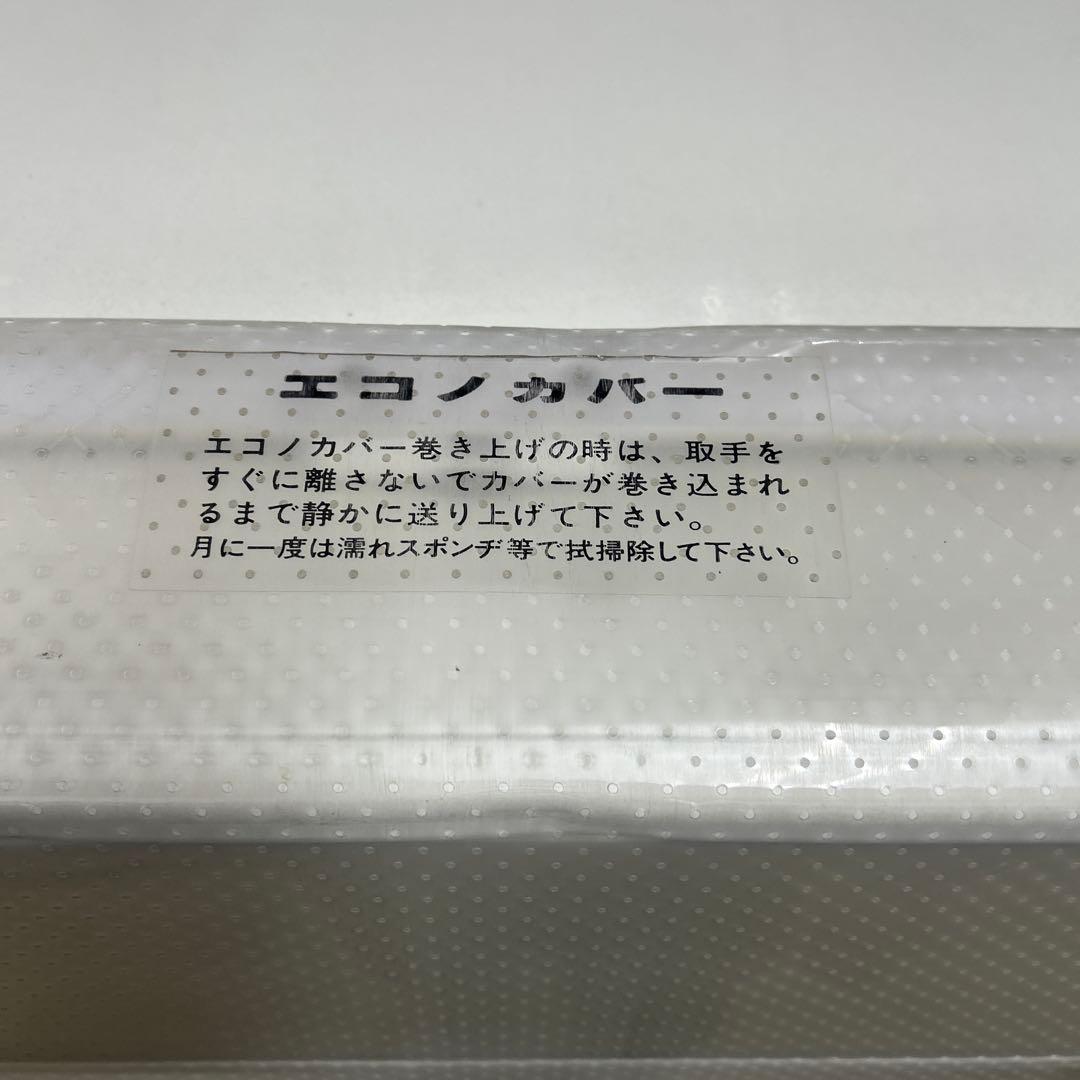 エコノカバー
エコノカバー巻き上げの時は、取手を
すぐに離さないでカバーが巻き込まれ
るまで静かに送り上げて下さい。
月に一度は濡れスポンヂ等で拭掃除して下さい。